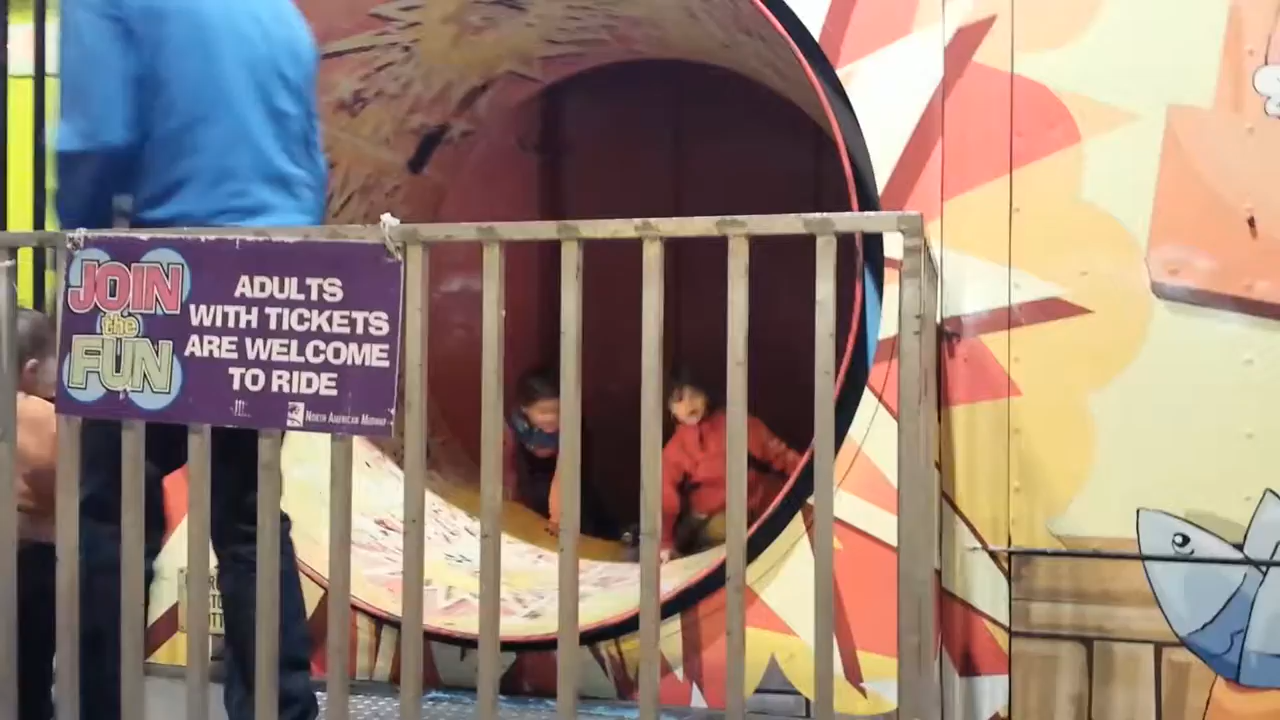 JOIN
the
FUN
ADULTS
WITH TICKETS
ARE WELCOME
TO RIDE
NORTH AMERICAN MIDWAY